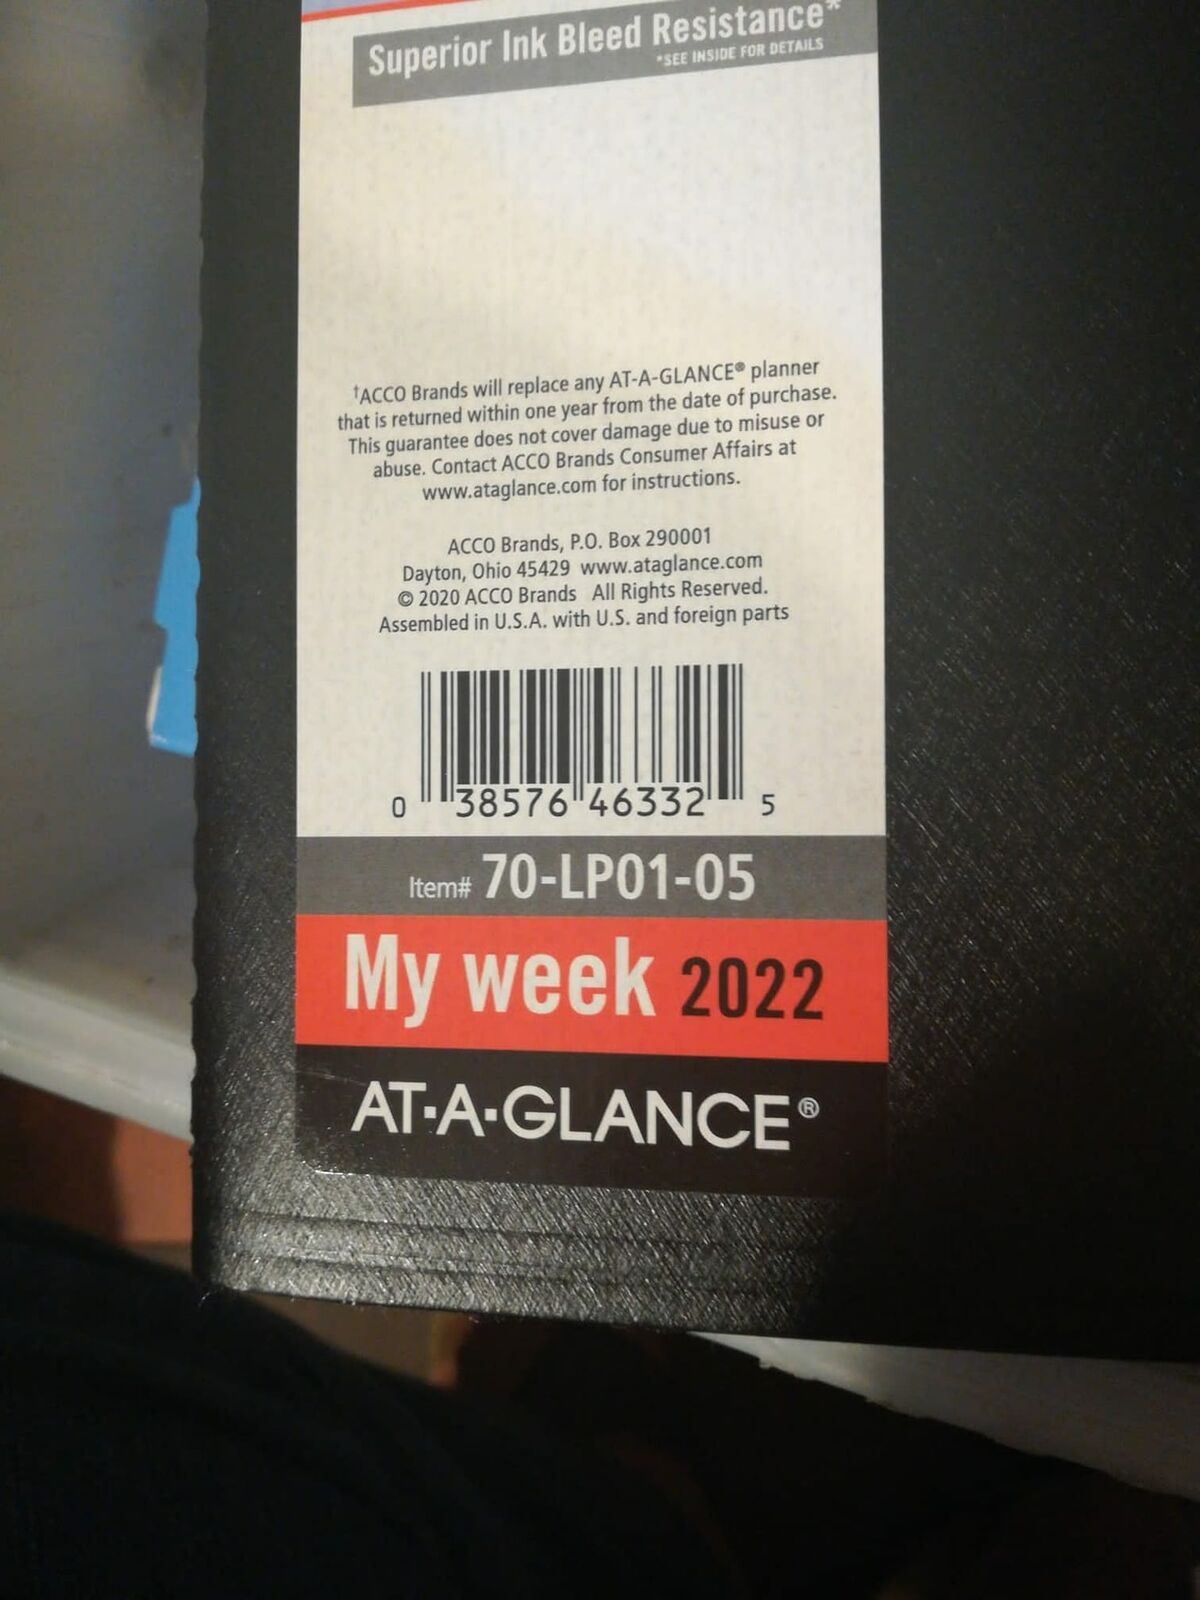 Superior Ink Bleed Resistance*
*SEE INSIDE FOR DETAILS
†ACCO Brands will replace any AT-A-GLANCE® planner
that is returned within one year from the date of purchase.
This guarantee does not cover damage due to misuse or
abuse. Contact ACCO Brands Consumer Affairs at
www.ataglance.com for instructions.
ACCO Brands, P.O. Box 290001
Dayton, Ohio 45429 www.ataglance.com
© 2020 ACCO Brands All Rights Reserved.
Assembled in U.S.A. with U.S. and foreign parts
0 38576 46332 5
Item# 70-LP01-05
My week 2022
AT·A·GLANCE®